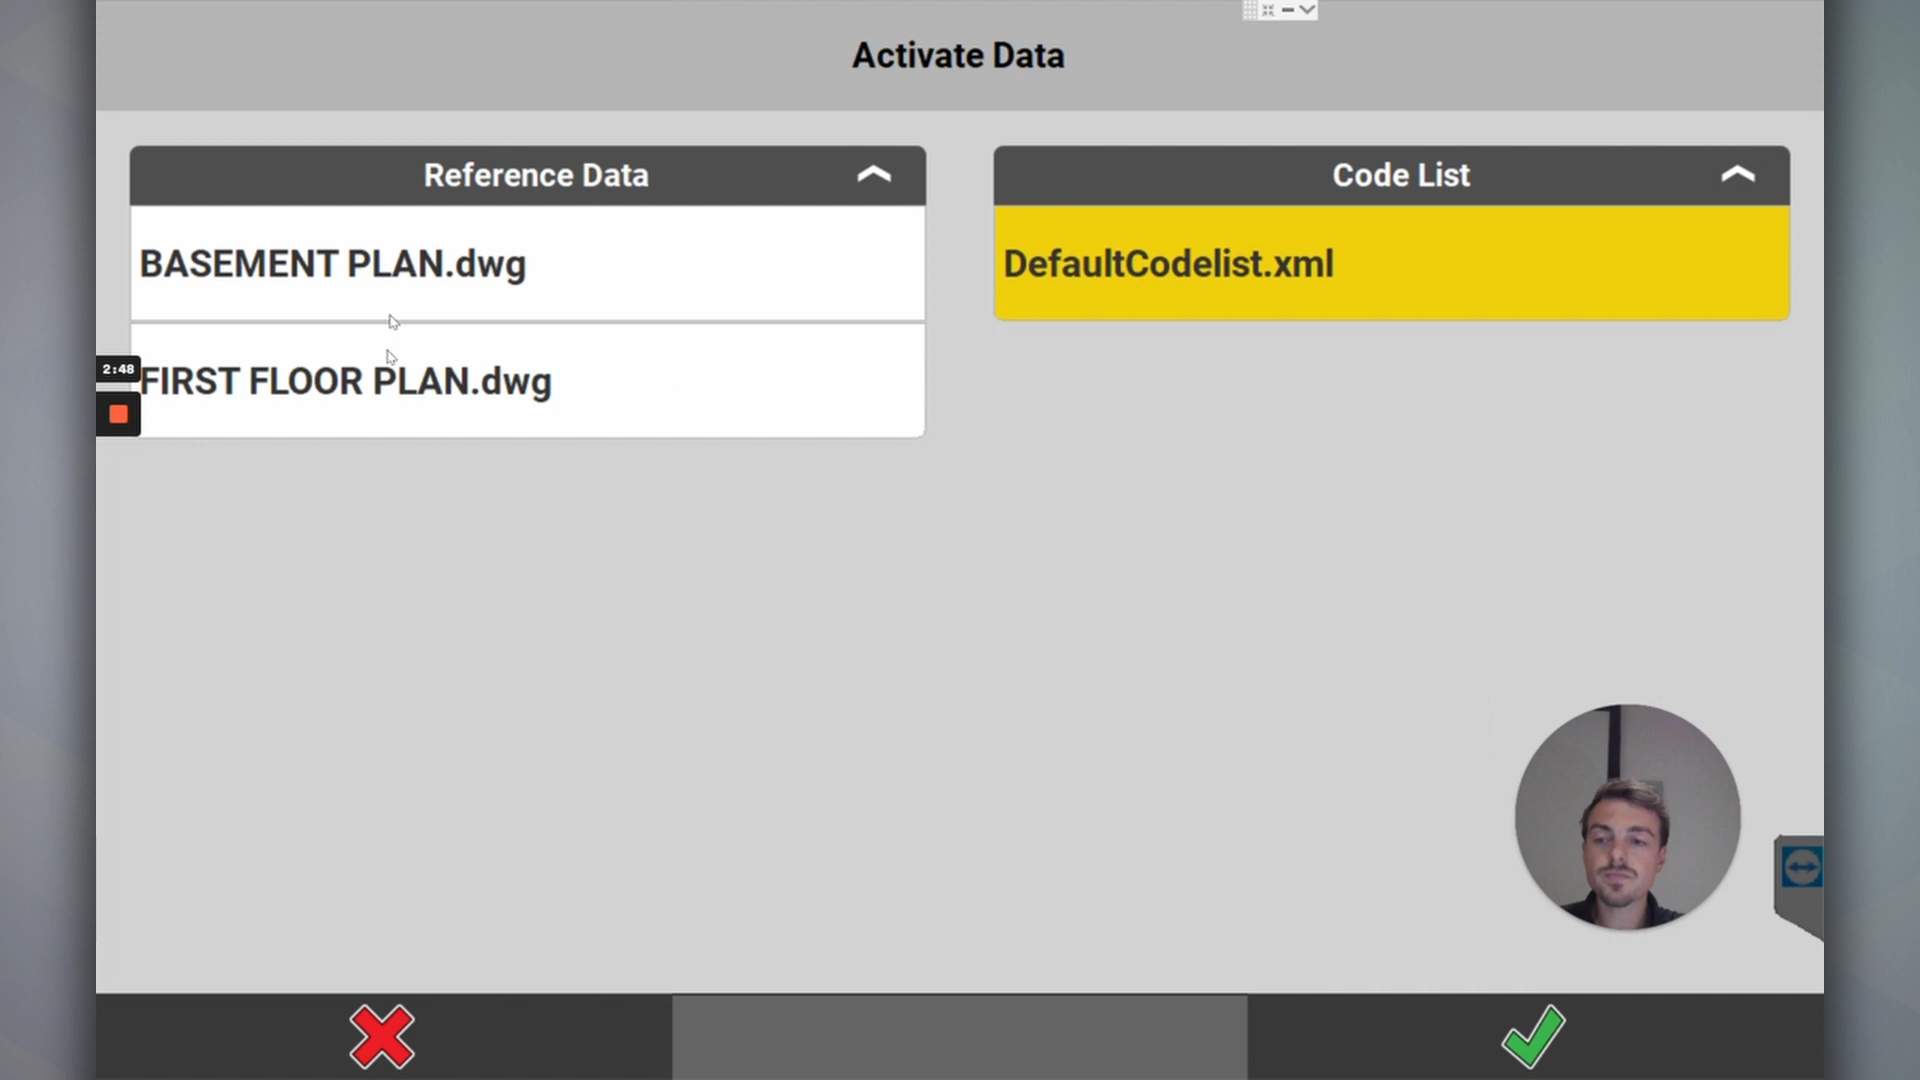 Activate Data
Reference Data
BASEMENT PLAN.dwg
FIRST FLOOR PLAN.dwg
Code List
DefaultCodelist.xml
2:48